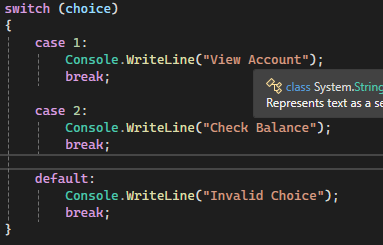 switch (choice)
{
    case 1:
        Console.WriteLine("View Account");
        break;
class System.String
Represents text as a se
    case 2:
        Console.WriteLine("Check Balance");
        break;
    default:
        Console.WriteLine("Invalid Choice");
        break;
}